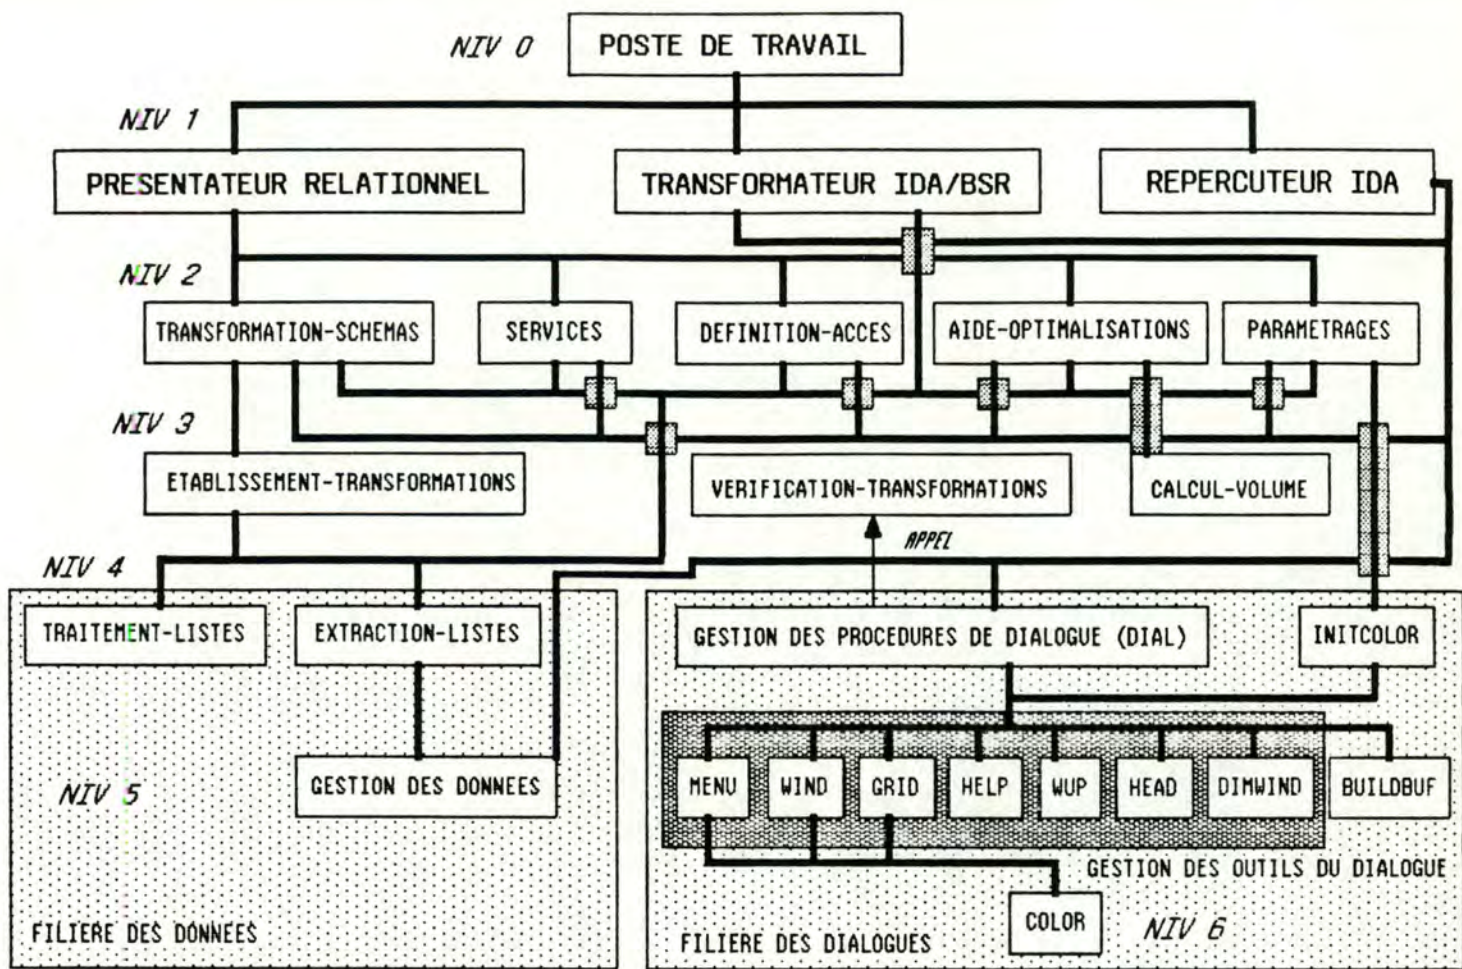 NIV 0
POSTE DE TRAVAIL
NIV 1
PRESENTATEUR RELATIONNEL
TRANSFORMATEUR IDA/BSR
REPERCUTEUR IDA
NIV 2
TRANSFORMATION-SCHEMAS
SERVICES
DEFINITION-ACCES
AIDE-OPTIMALISATIONS
PARAMETRAGES
NIV 3
ETABLISSEMENT-TRANSFORMATIONS
VERIFICATION-TRANSFORMATIONS
CALCUL-VOLUME
APPEL
NIV 4
TRAITEMENT-LISTES
EXTRACTION-LISTES
GESTION DES PROCEDURES DE DIALOGUE (DIAL)
INITCOLOR
NIV 5
GESTION DES DONNEES
MENU
WIND
GRID
HELP
WUP
HEAD
DIMWIND
BUILDBUF
GESTION DES OUTILS DU DIALOGUE
COLOR
NIV 6
FILIERE DES DONNEES
FILIERE DES DIALOGUES